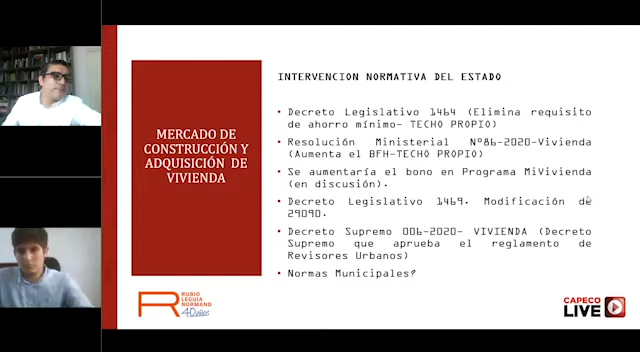 INTERVENCION NORMATIVA DEL ESTADO
MERCADO DE
CONSTRUCCIÓN Y
ADQUISICIÓN DE
VIVIENDA
• Decreto Legislativo 1464 (Elimina requisito
de ahorro mínimo- TECHO PROPIO)
• Resolución Ministerial N°86-2020-Vivienda
(Aumenta el BFH-TECHO PROPIO)
• Se aumentaría el bono en Programa MiVivienda
(en discusión).
• Decreto Legislativo 1469. Modificación de
29090.
• Decreto Supremo 006-2020- VIVIENDA (Decreto
Supremo que aprueba el reglamento de
Revisores Urbanos)
• Normas Municipales?
R
RUBIO
LEGUIA
NORMAND
40 años
CAPECO
LIVE